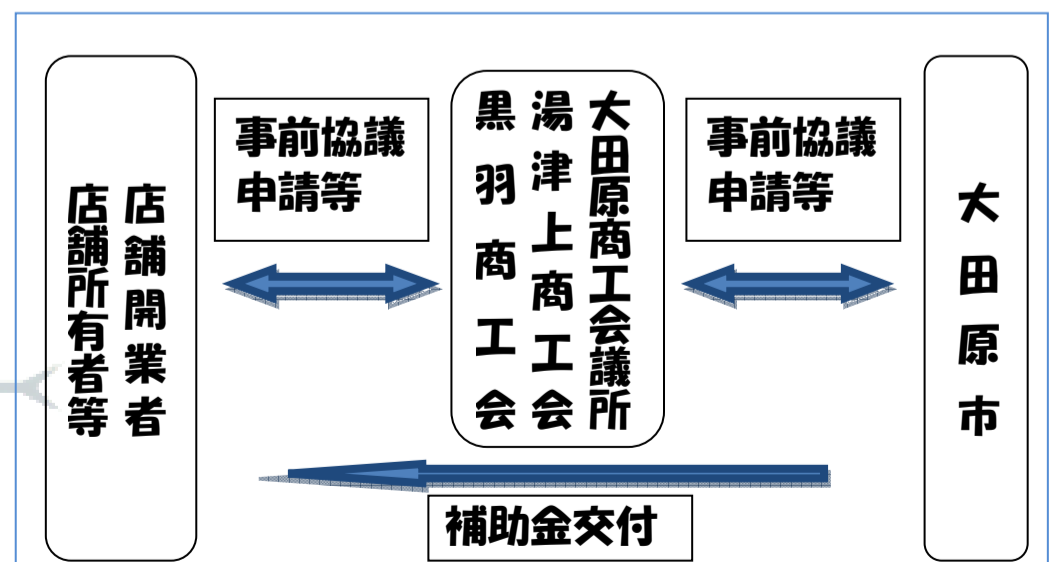 店舗開業者
店舗所有者等
事前協議
申請等
大田原商工会議所
湯津上商工会
黒羽商工会
事前協議
申請等
大田原市
補助金交付